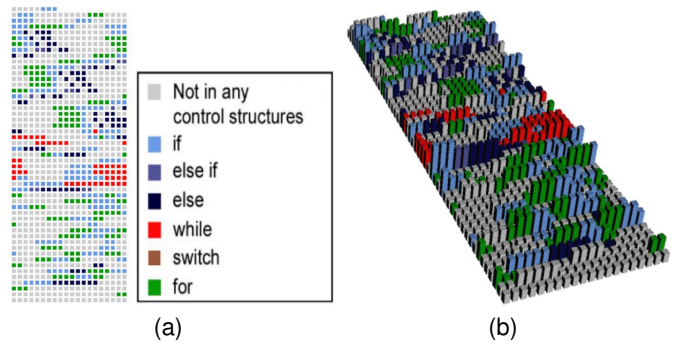 Not in any
control structures
if
else if
else
while
switch
for
(a)
(b)